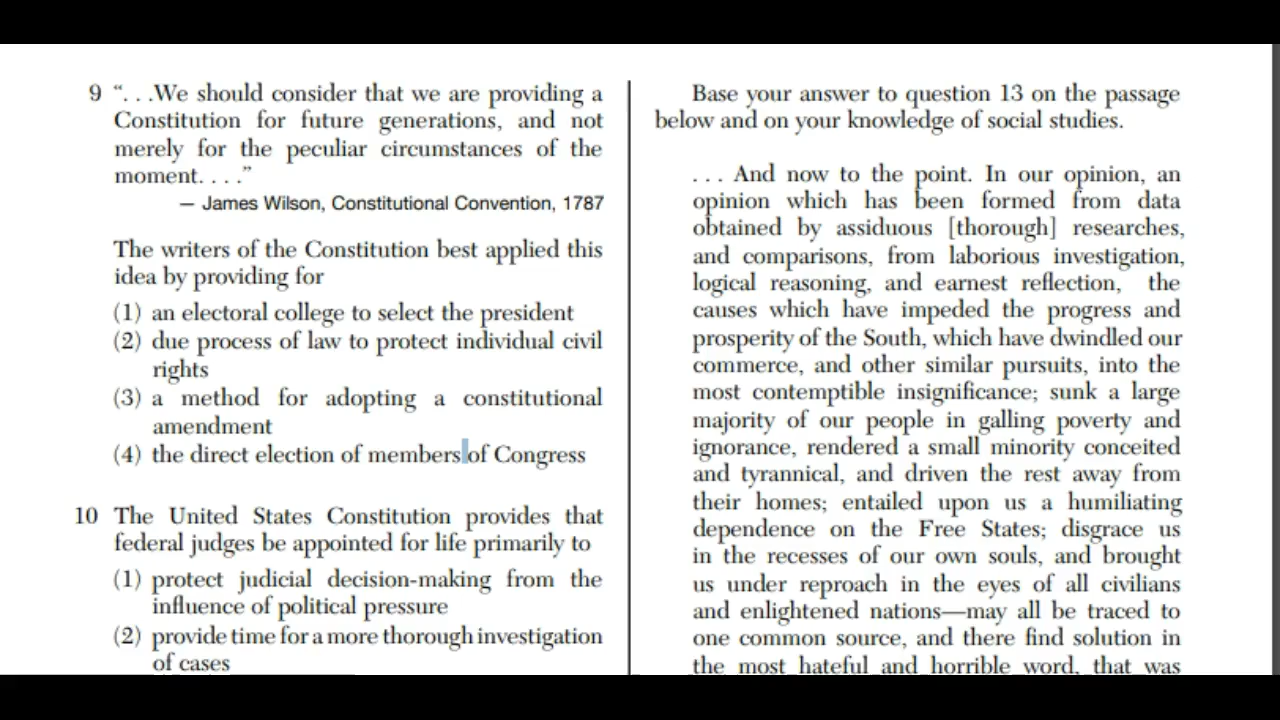 9 “. . .We should consider that we are providing a
Constitution for future generations, and not
merely for the peculiar circumstances of the
moment. . . .”
— James Wilson, Constitutional Convention, 1787
The writers of the Constitution best applied this
idea by providing for
(1) an electoral college to select the president
(2) due process of law to protect individual civil
rights
(3) a method for adopting a constitutional
amendment
(4) the direct election of members of Congress
10 The United States Constitution provides that
federal judges be appointed for life primarily to
(1) protect judicial decision-making from the
influence of political pressure
(2) provide time for a more thorough investigation
of cases
Base your answer to question 13 on the passage
below and on your knowledge of social studies.
. . . And now to the point. In our opinion, an
opinion which has been formed from data
obtained by assiduous [thorough] researches,
and comparisons, from laborious investigation,
logical reasoning, and earnest reflection, the
causes which have impeded the progress and
prosperity of the South, which have dwindled our
commerce, and other similar pursuits, into the
most contemptible insignificance; sunk a large
majority of our people in galling poverty and
ignorance, rendered a small minority conceited
and tyrannical, and driven the rest away from
their homes; entailed upon us a humiliating
dependence on the Free States; disgrace us
in the recesses of our own souls, and brought
us under reproach in the eyes of all civilians
and enlightened nations—may all be traced to
one common source, and there find solution in
the most hateful and horrible word, that was